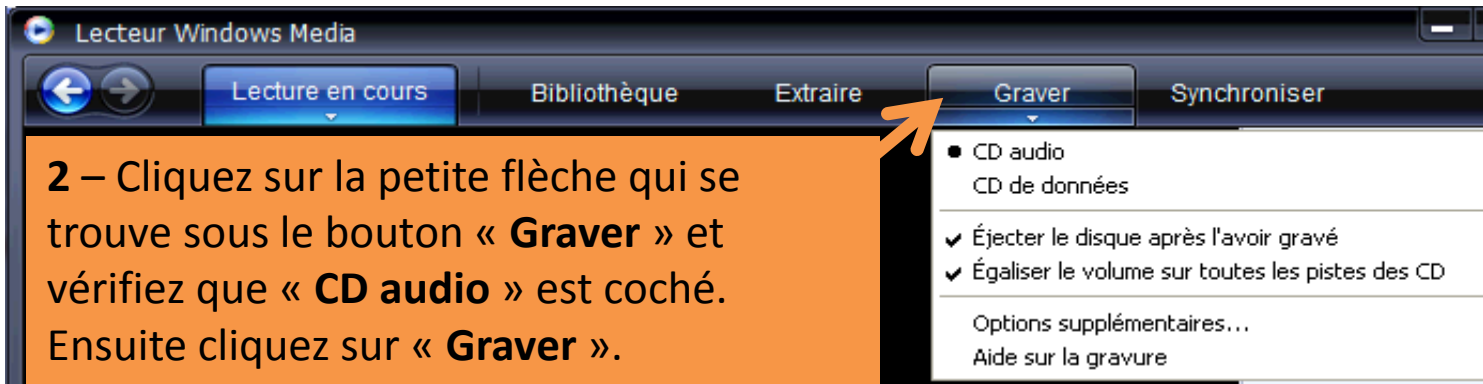 Lecteur Windows Media
Lecture en cours Bibliothèque Extraire Graver Synchroniser
2 – Cliquez sur la petite flèche qui se
trouve sous le bouton « Graver » et
vérifiez que « CD audio » est coché.
Ensuite cliquez sur « Graver ».
CD audio
CD de données
Éjecter le disque après l'avoir gravé
Égaliser le volume sur toutes les pistes des CD
Options supplémentaires...
Aide sur la gravure